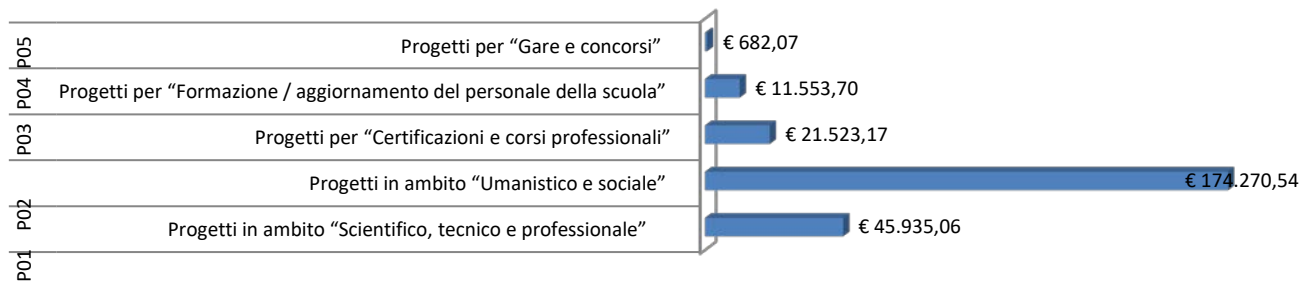 P05 Progetti per “Gare e concorsi” € 682,07
P04 Progetti per “Formazione / aggiornamento del personale della scuola” € 11.553,70
P03 Progetti per “Certificazioni e corsi professionali” € 21.523,17
P02 Progetti in ambito “Umanistico e sociale” € 174.270,54
P01 Progetti in ambito “Scientifico, tecnico e professionale” € 45.935,06